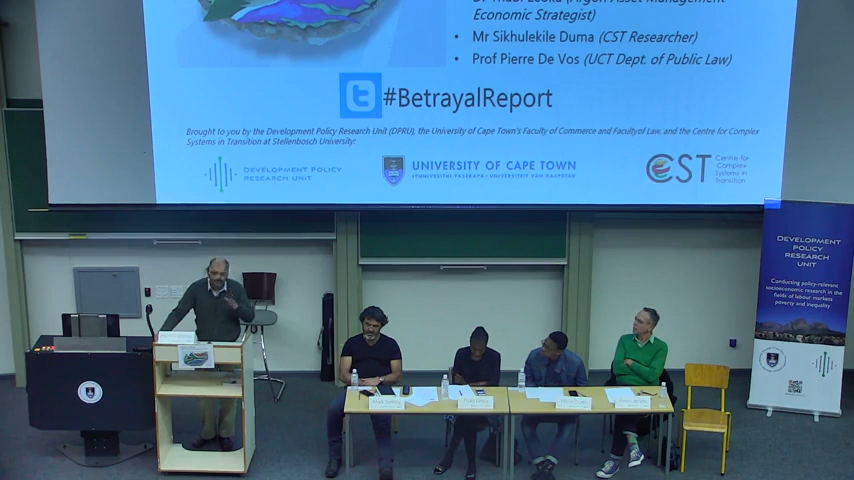 Economic Strategist)
• Mr Sikhulekile Duma (CST Researcher)
• Prof Pierre De Vos (UCT Dept. of Public Law)
#BetrayalReport
Brought to you by the Development Policy Research Unit (DPRU), the University of Cape Town's Faculty of Commerce and Facultyof Law, and the Centre for Complex
Systems in Transition at Stellenbosch University:
DEVELOPMENT POLICY
RESEARCH UNIT
UNIVERSITY OF CAPE TOWN
IYUNIVESITHI YASEKAPA • UNIVERSITEIT VAN KAAPSTAD
CST
Centre for
Complex
Systems in
Transition
DEVELOPMENT
POLICY
RESEARCH
UNIT
Conducting policy-relevant
socioeconomic research in the
fields of labour markets,
poverty and inequality